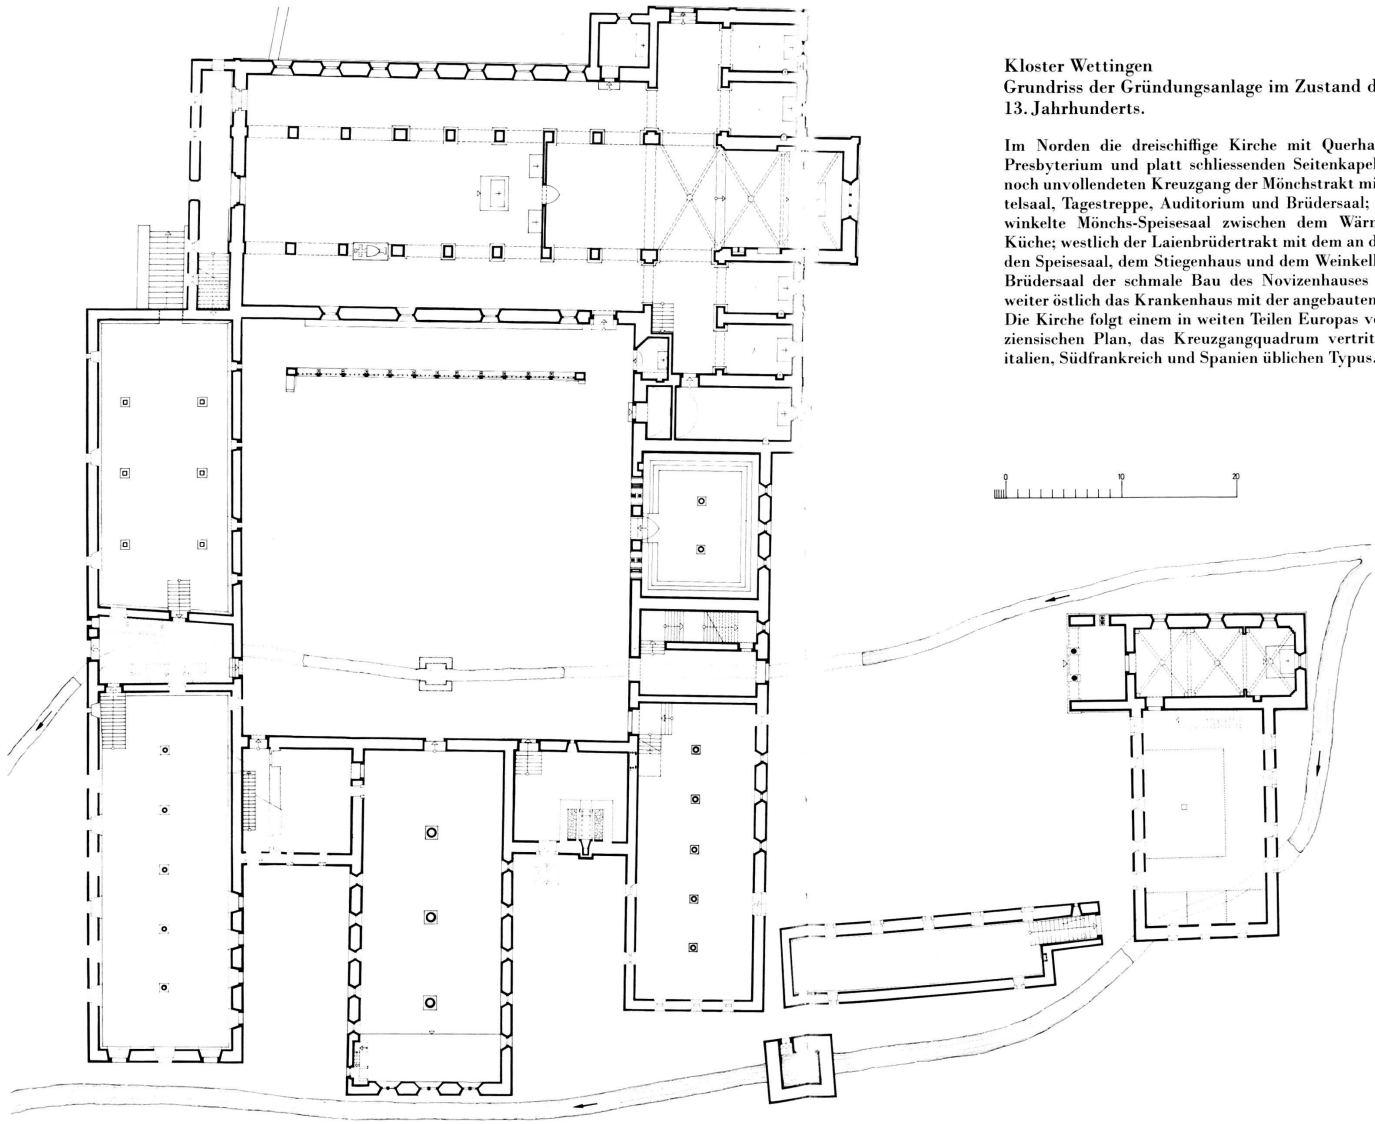 Kloster Wettingen
Grundriss der Gründungsanlage im Zustand d
13. Jahrhunderts.
Im Norden die dreischiffige Kirche mit Querha
Presbyterium und platt schliessenden Seitenkapel
noch unvollendeten Kreuzgang der Mönchstrakt mi
telsaal, Tagestreppe, Auditorium und Brüdersaal;
winkelte Mönchs-Speisesaal zwischen dem Wärm
Küche; westlich der Laienbrüdertrakt mit dem an d
den Speisesaal, dem Stiegenhaus und dem Weinkell
Brüdersaal der schmale Bau des Novizenhauses
weiter östlich das Krankenhaus mit der angebauten
Die Kirche folgt einem in weiten Teilen Europas ve
ziensischen Plan, das Kreuzgangquadrum vertrit
italien, Südfrankreich und Spanien üblichen Typus.
0 10 20